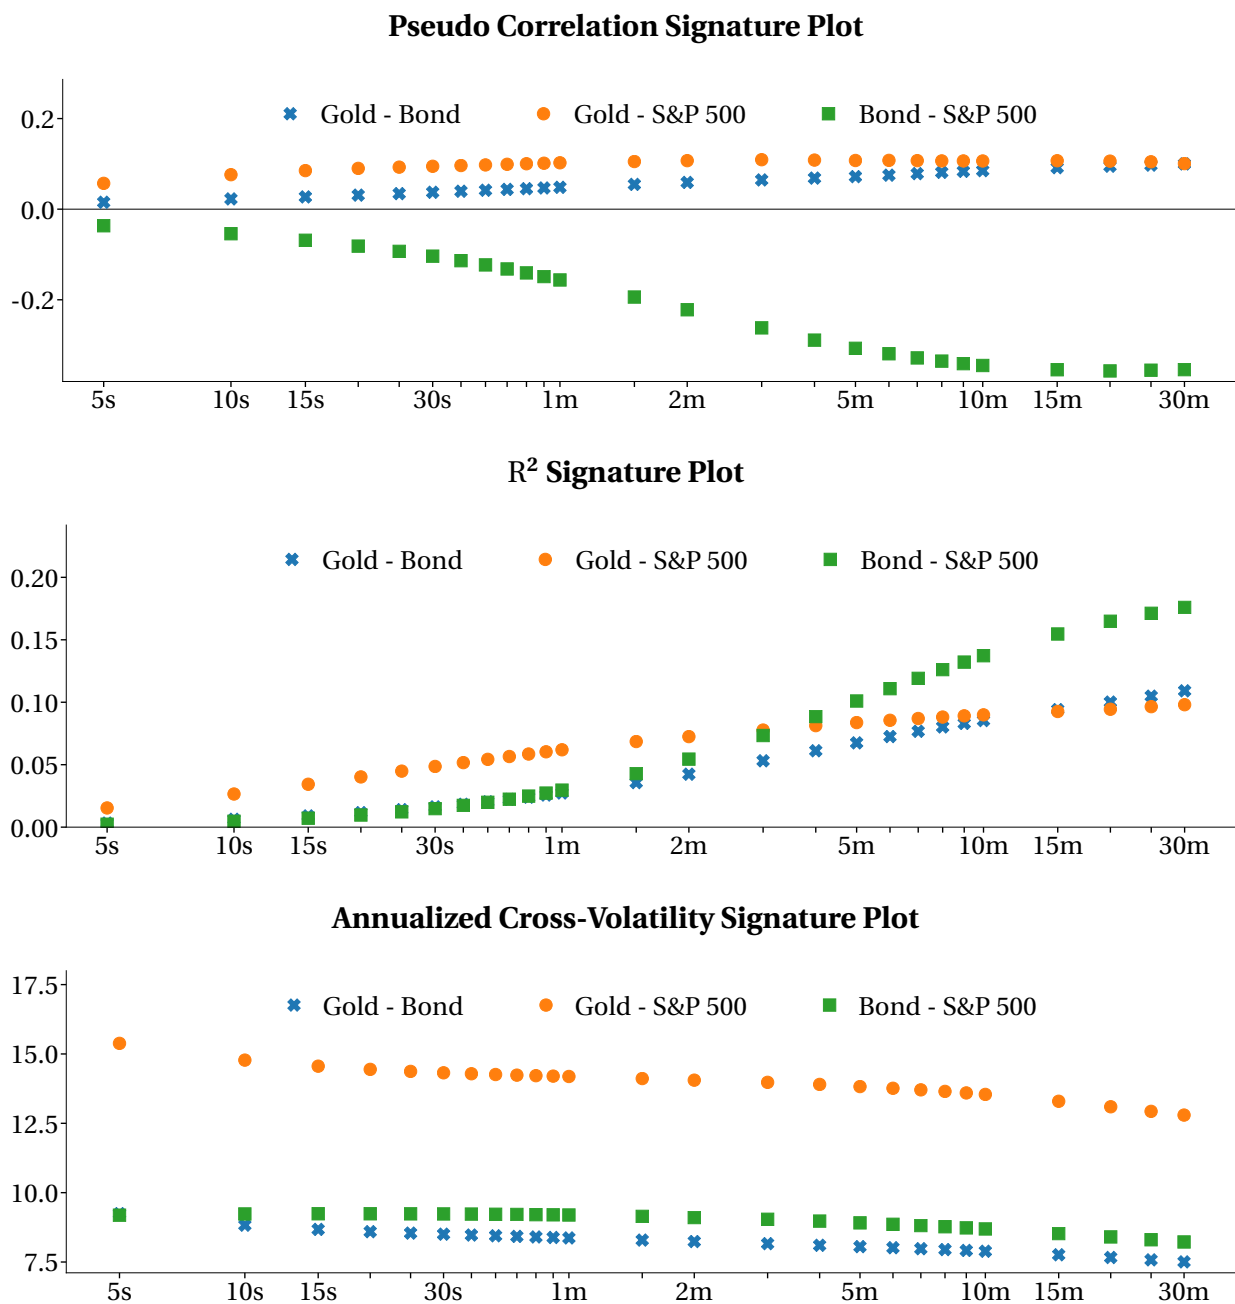 Pseudo Correlation Signature Plot
Gold - Bond Gold - S&P 500 Bond - S&P 500
0.2
0.0
-0.2
5s 10s 15s 30s 1m 2m 5m 10m 15m 30m
R² Signature Plot
Gold - Bond Gold - S&P 500 Bond - S&P 500
0.20
0.15
0.10
0.05
0.00
5s 10s 15s 30s 1m 2m 5m 10m 15m 30m
Annualized Cross-Volatility Signature Plot
17.5
Gold - Bond Gold - S&P 500 Bond - S&P 500
15.0
12.5
10.0
7.5
5s 10s 15s 30s 1m 2m 5m 10m 15m 30m